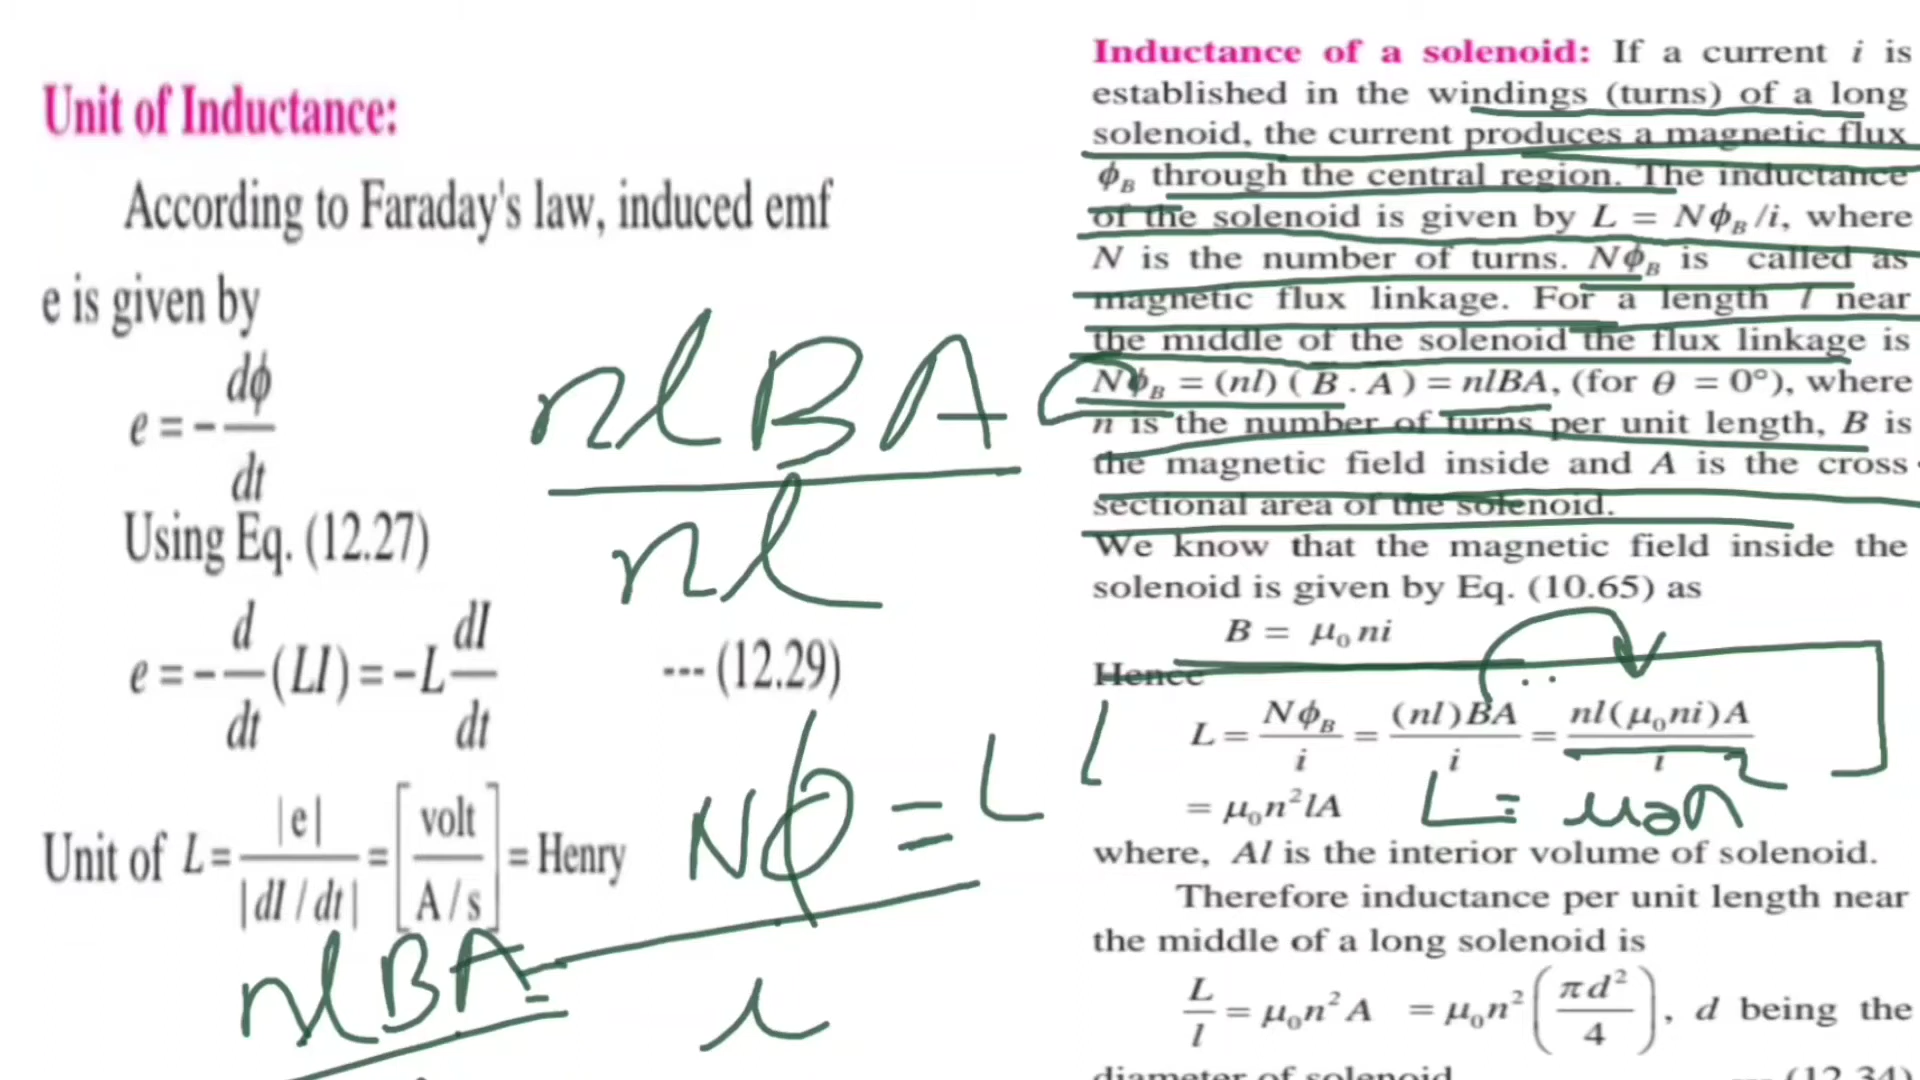 Unit of Inductance:
According to Faraday's law, induced emf
e is given by
e = - dϕ/dt
Using Eq. (12.27)
e = - d/dt (LI) = -L dI/dt --- (12.29)
Unit of L = |e| / |dI / dt| = [volt / A / s] = Henry
nlBA
nl
Nϕ = L
i
nlBA =
Inductance of a solenoid: If a current i is
established in the windings (turns) of a long
solenoid, the current produces a magnetic flux
ϕB through the central region. The inductance
of the solenoid is given by L = NϕB /i, where
N is the number of turns. NϕB is called as
magnetic flux linkage. For a length l near
the middle of the solenoid the flux linkage is
NϕB = (nl) ( B . A ) = nlBA, (for θ = 0°), where
n is the number of turns per unit length, B is
the magnetic field inside and A is the cross-
sectional area of the solenoid.
We know that the magnetic field inside the
solenoid is given by Eq. (10.65) as
B = μ₀ ni
Hence
L = NϕB / i = (nl)BA / i = nl(μ₀ni)A / i
= μ₀n²lA
L = μ₀n²
where, Al is the interior volume of solenoid.
Therefore inductance per unit length near
the middle of a long solenoid is
L / l = μ₀n² A = μ₀n² (πd² / 4), d being the
diameter of solenoid --- (12.34)